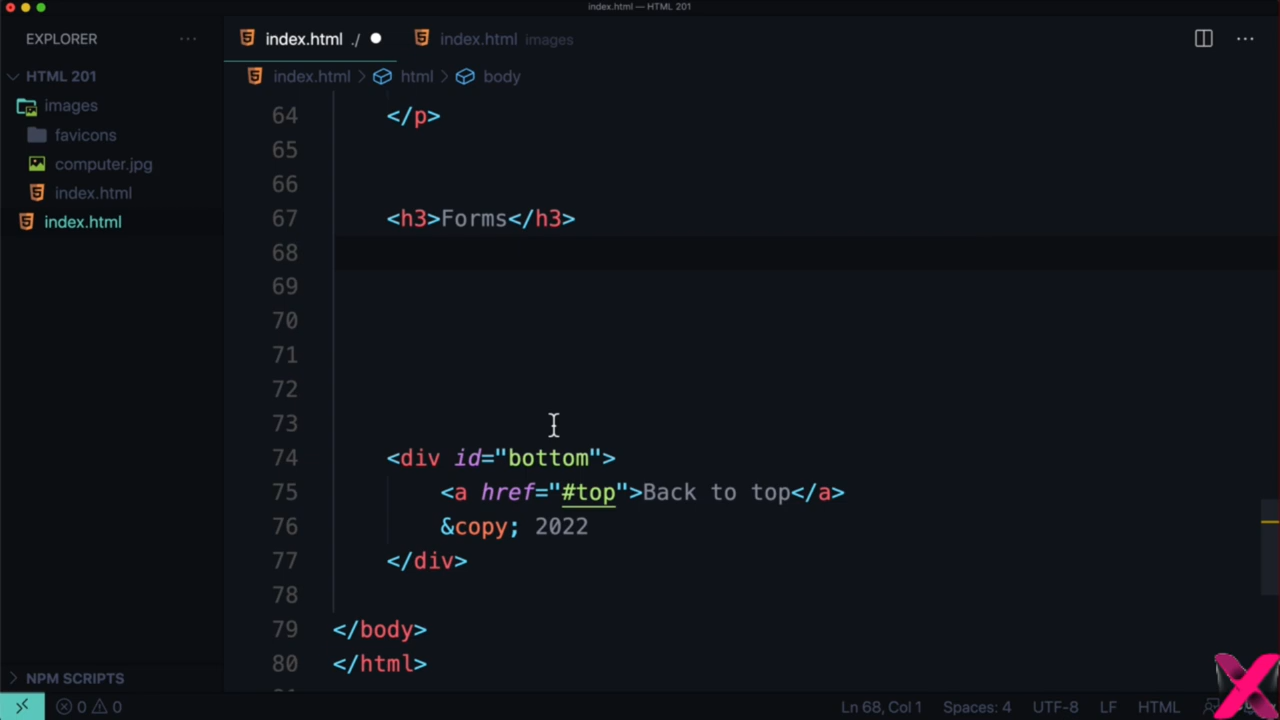 index.html — HTML 201
EXPLORER ...
index.html ./
index.html images
...
HTML 201
index.html > html > body
images
favicons
computer.jpg
index.html
index.html
64 </p>
65
66
67 <h3>Forms</h3>
68
69
70
71
72
73
74 <div id="bottom">
75 <a href="#top">Back to top</a>
76 &copy; 2022
77 </div>
78
79 </body>
80 </html>
NPM SCRIPTS
0 0
Ln 68, Col 1 Spaces: 4 UTF-8 LF HTML
X